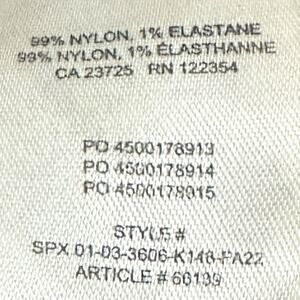 99% NYLON, 1% ELASTANE
99% NYLON, 1% ÉLASTHANNE
CA 23725 RN 122354
PO 4500178913
PO 4500178914
PO 4500178915
STYLE #
SPX 01-03-3606-K148-FA22
ARTICLE # 66139